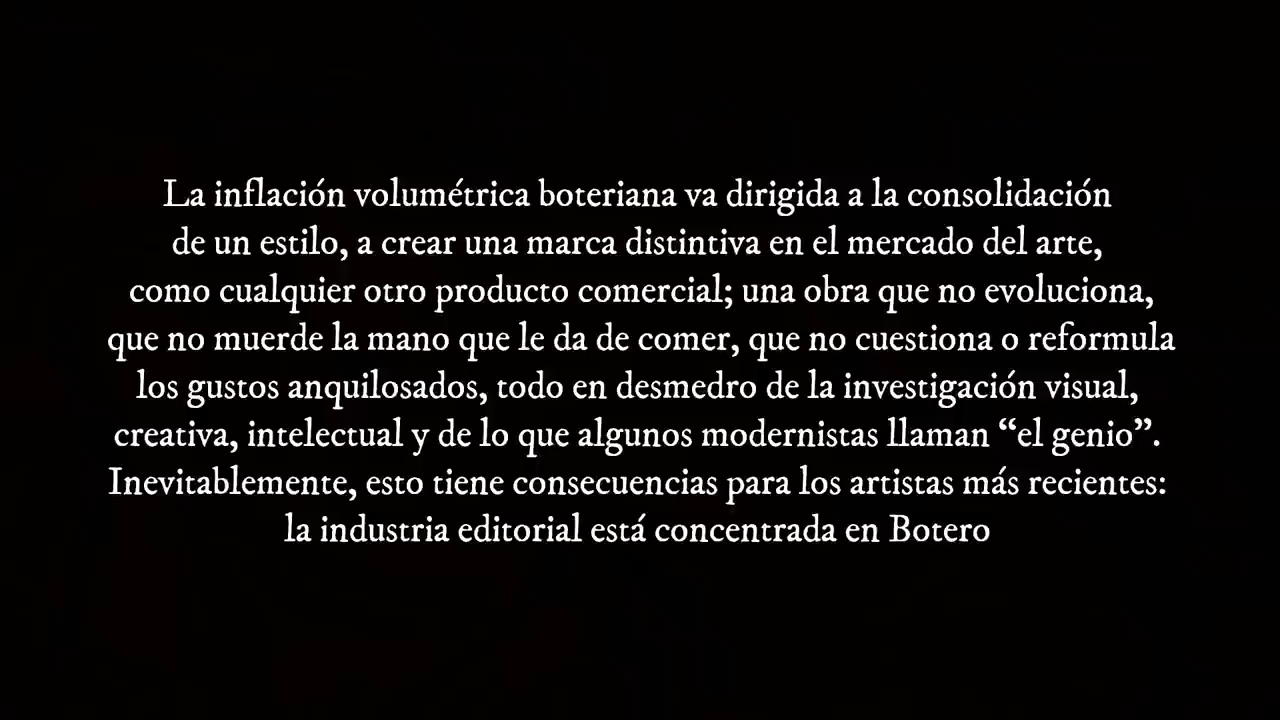 La inflación volumétrica boteriana va dirigida a la consolidación
de un estilo, a crear una marca distintiva en el mercado del arte,
como cualquier otro producto comercial; una obra que no evoluciona,
que no muerde la mano que le da de comer, que no cuestiona o reformula
los gustos anquilosados, todo en desmedro de la investigación visual,
creativa, intelectual y de lo que algunos modernistas llaman “el genio”.
Inevitablemente, esto tiene consecuencias para los artistas más recientes:
la industria editorial está concentrada en Botero